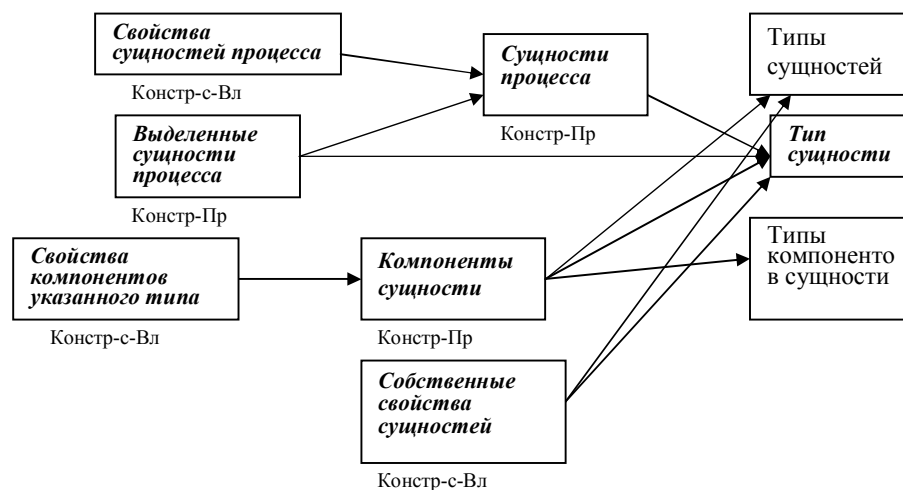 Свойства
сущностей процесса
Констр-с-Вл
Сущности
процесса
Констр-Пр
Типы
сущностей
Выделенные
сущности
процесса
Констр-Пр
Тип
сущности
Свойства
компонентов
указанного типа
Констр-с-Вл
Компоненты
сущности
Констр-Пр
Типы
компоненто
в сущности
Собственные
свойства
сущностей
Констр-с-Вл